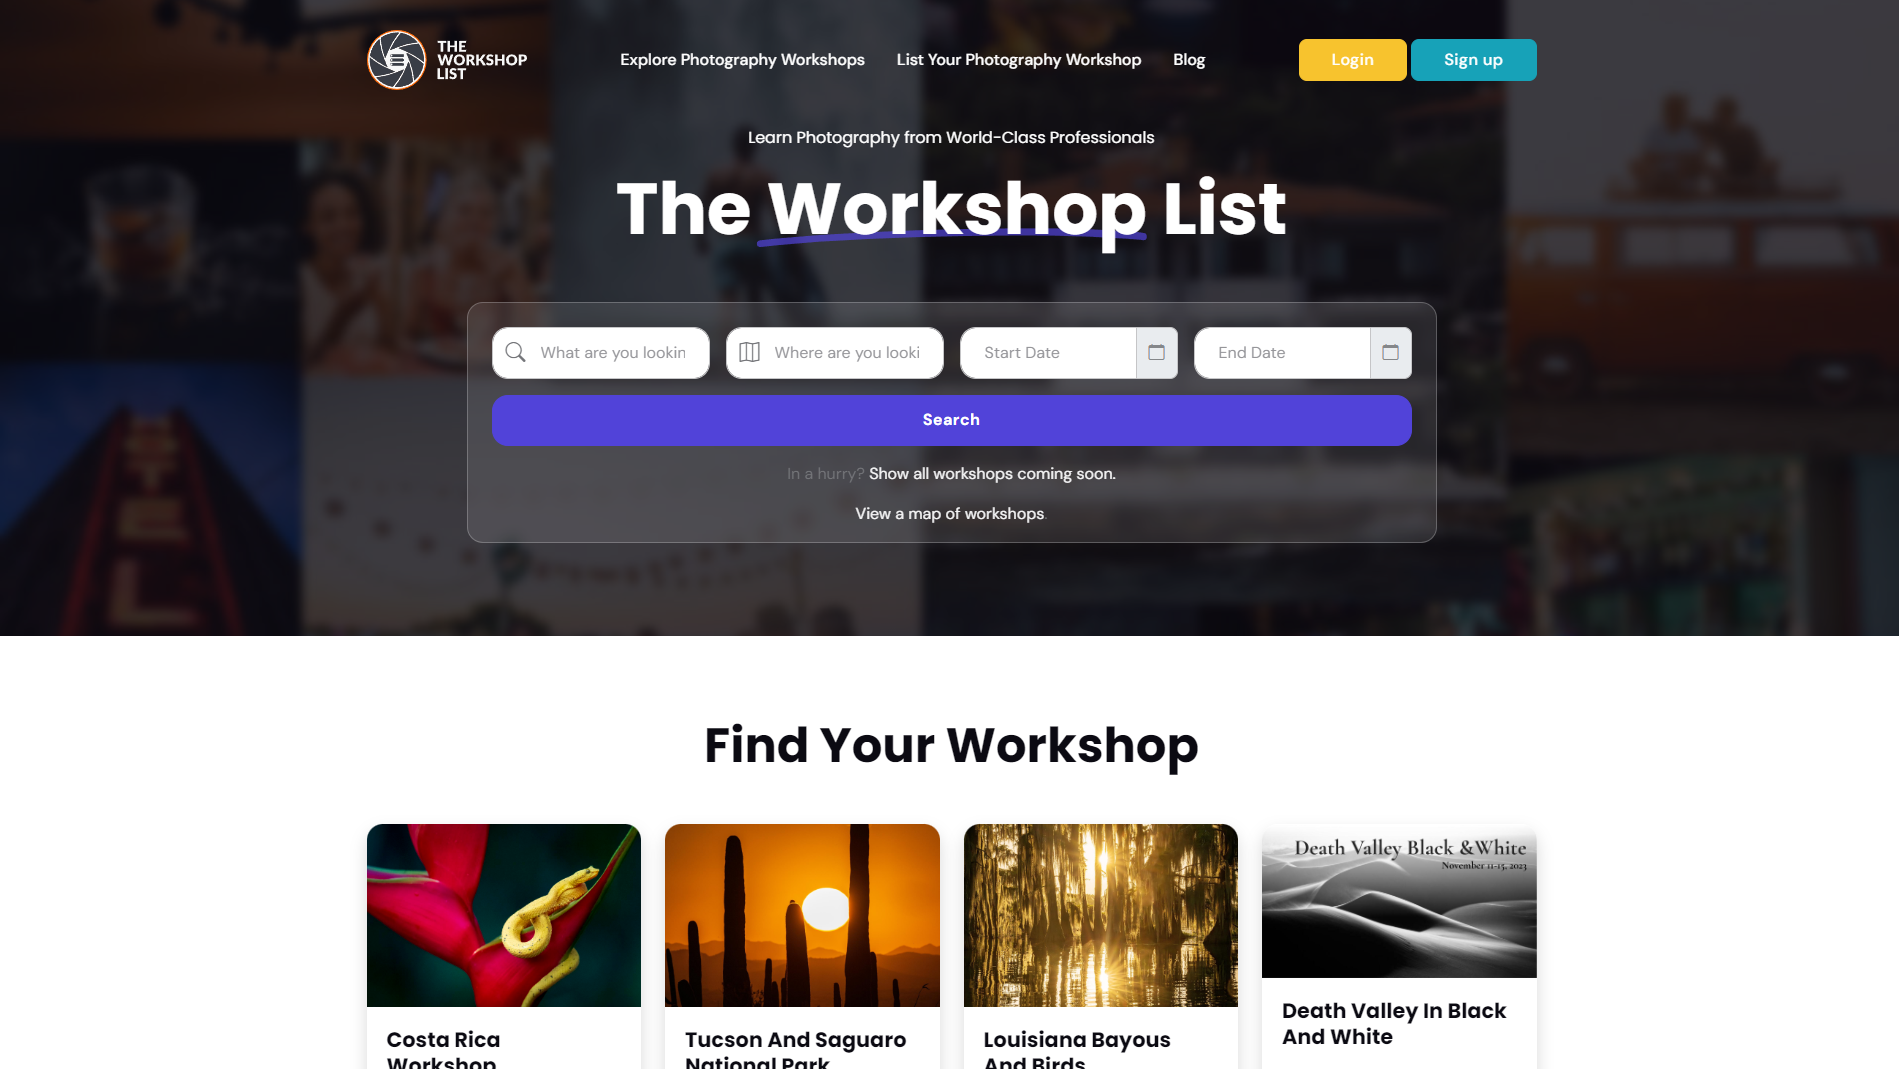 THE
WORKSHOP
LIST
Explore Photography Workshops
List Your Photography Workshop
Blog
Login
Sign up
Learn Photography from World-Class Professionals
The Workshop List
What are you lookin
Where are you looki
Start Date
End Date
Search
In a hurry? Show all workshops coming soon.
View a map of workshops.
Find Your Workshop
Death Valley Black &White
November 11-15, 2023
Costa Rica
Workshop
Tucson And Saguaro
National Park
Louisiana Bayous
And Birds
Death Valley In Black
And White